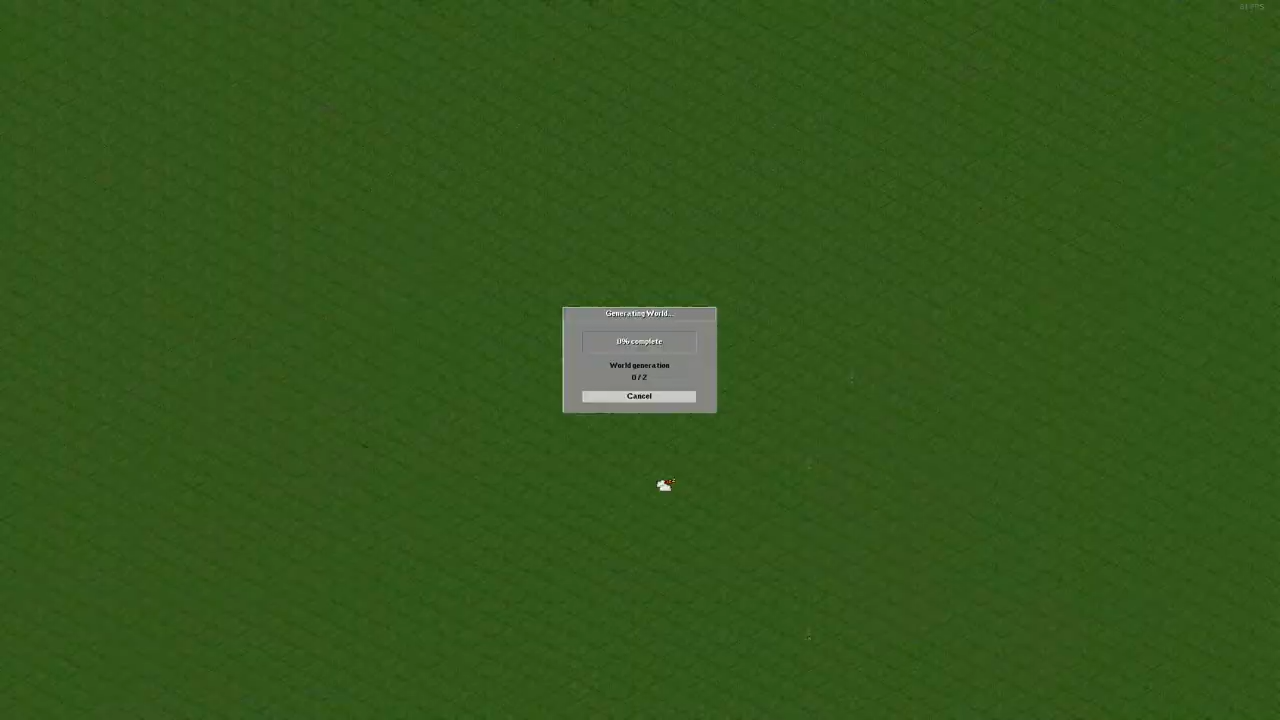 Generating World...
0% complete
World generation
0 / 2
Cancel